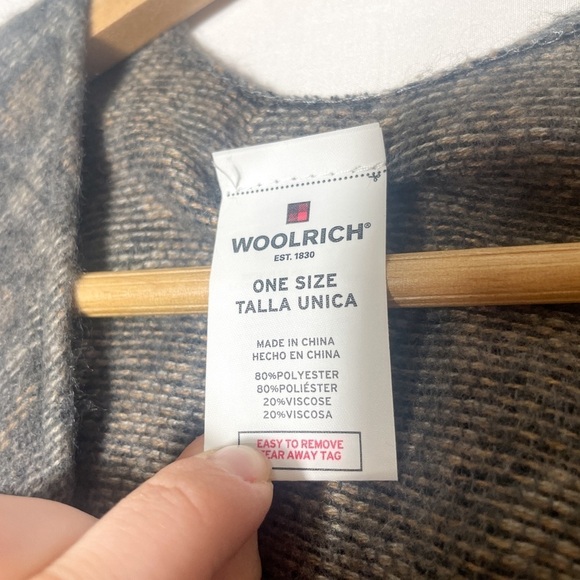 WOOLRICH®
EST. 1830
ONE SIZE
TALLA UNICA
MADE IN CHINA
HECHO EN CHINA
80%POLYESTER
80%POLIÉSTER
20%VISCOSE
20%VISCOSA
EASY TO REMOVE
TEAR AWAY TAG